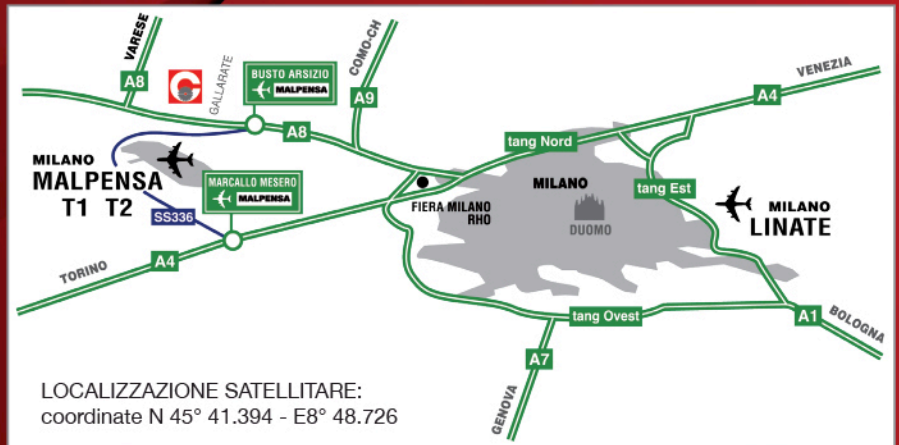 VARESE
A8
GALLARATE
BUSTO ARSIZIO
MALPENSA
COMO-CH
A9
A8
VENEZIA
A4
tang Nord
MILANO
MALPENSA
T1 T2
SS336
MARCALLO MESERO
MALPENSA
FIERA MILANO
RHO
MILANO
DUOMO
tang Est
MILANO
LINATE
TORINO
A4
tang Ovest
A1
BOLOGNA
A7
GENOVA
LOCALIZZAZIONE SATELLITARE:
coordinate N 45° 41.394 - E8° 48.726